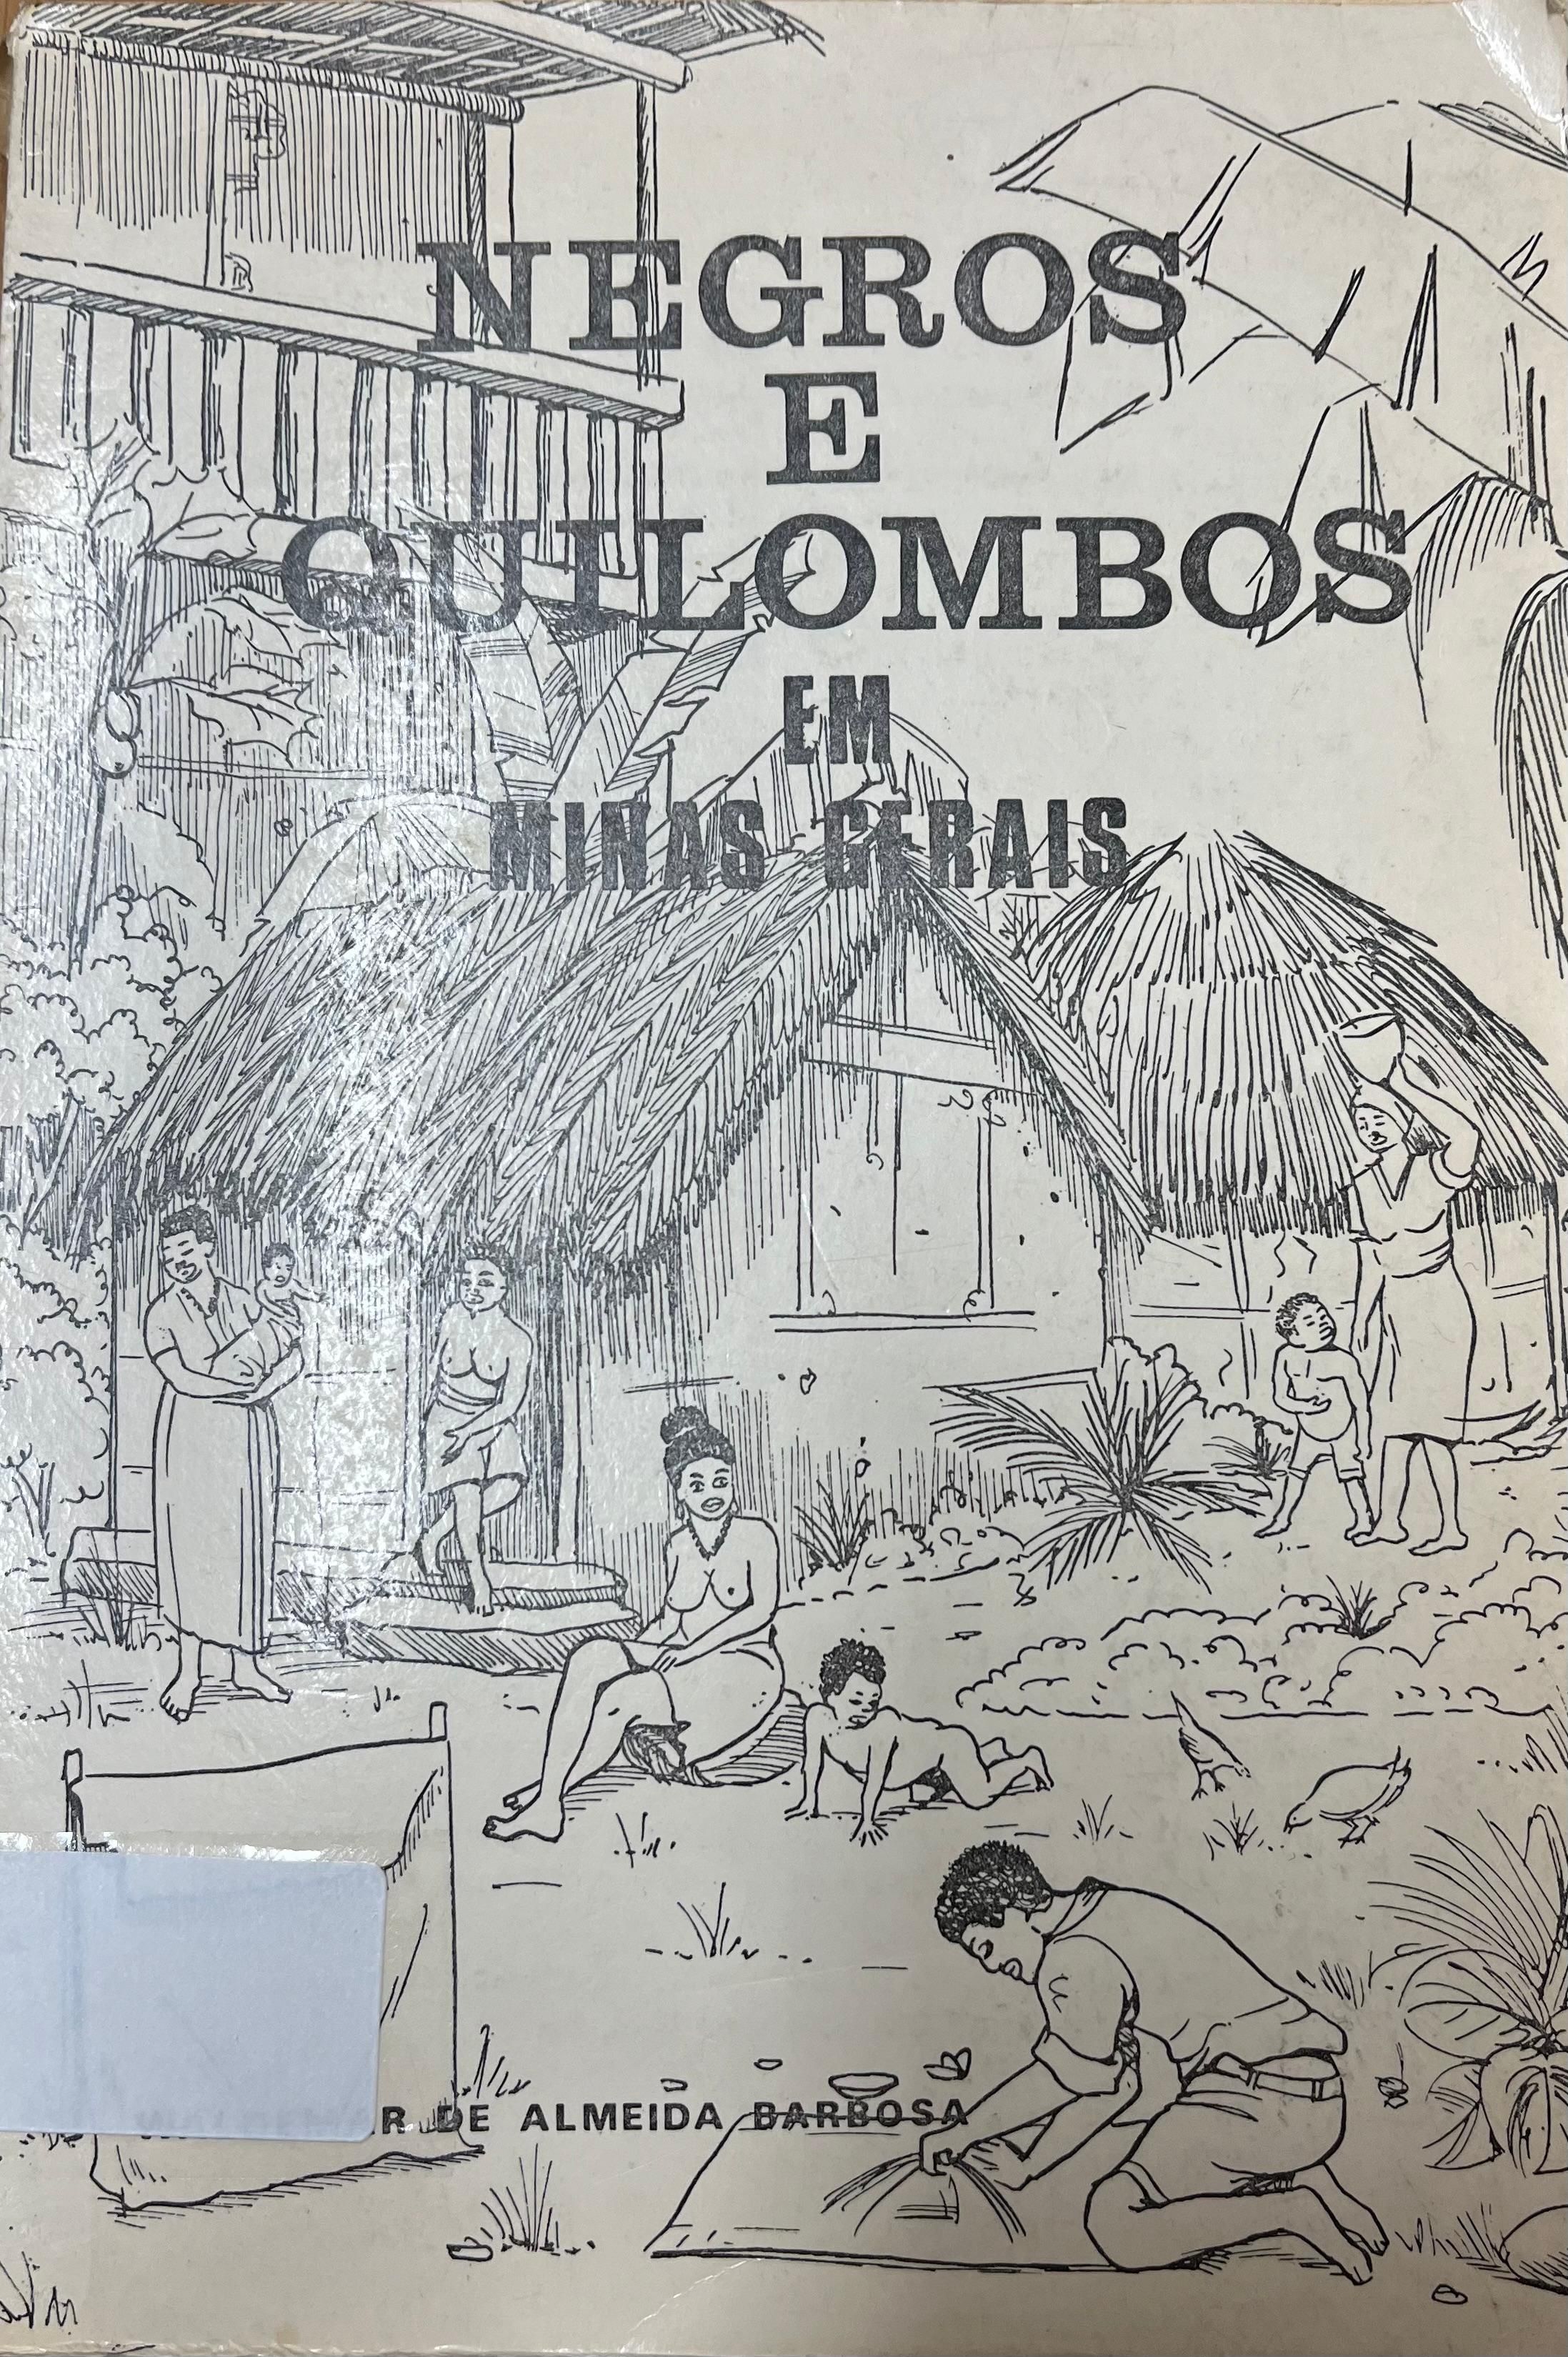 NEGROS
E
QUILOMBOS
EM
MINAS GERAIS
DE ALMEIDA BARBOSA